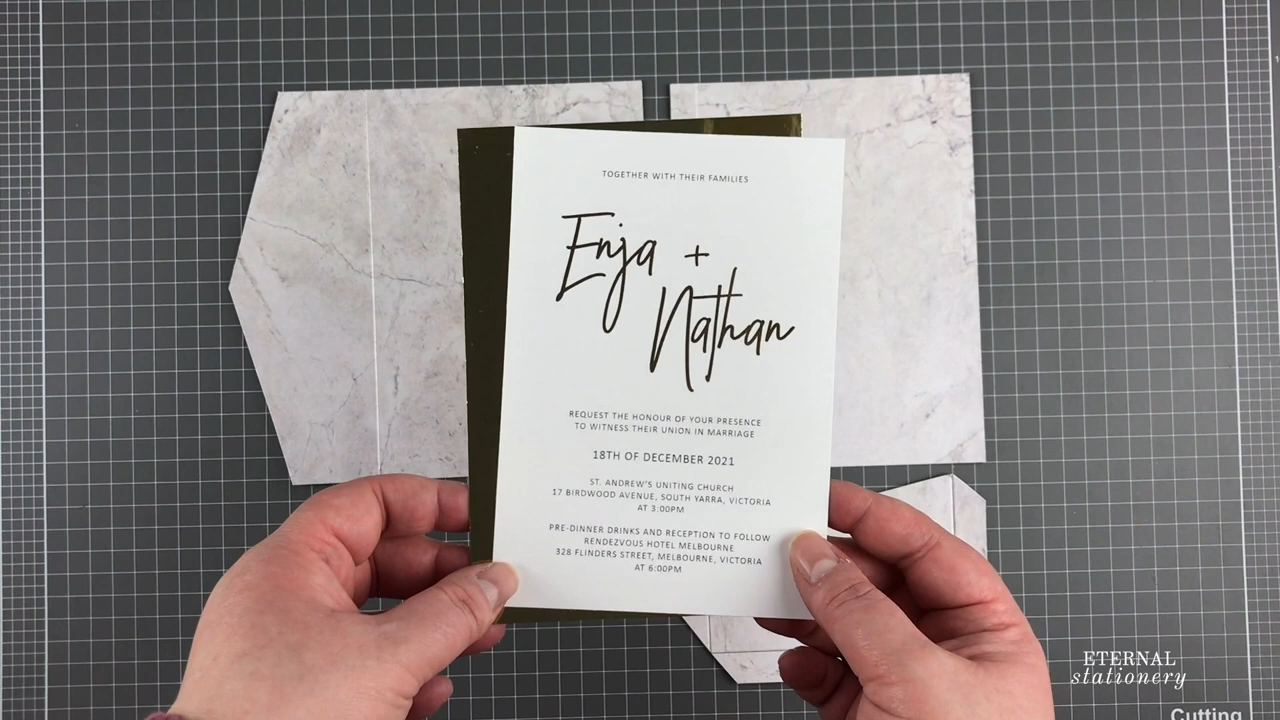 TOGETHER WITH THEIR FAMILIES
Enja +
Nathan
REQUEST THE HONOUR OF YOUR PRESENCE
TO WITNESS THEIR UNION IN MARRIAGE
18TH OF DECEMBER 2021
ST. ANDREW'S UNITING CHURCH
17 BIRDWOOD AVENUE, SOUTH YARRA, VICTORIA
AT 3:00PM
PRE-DINNER DRINKS AND RECEPTION TO FOLLOW
RENDEZVOUS HOTEL MELBOURNE
328 FLINDERS STREET, MELBOURNE, VICTORIA
AT 6:00PM
ETERNAL
stationery
Cutting